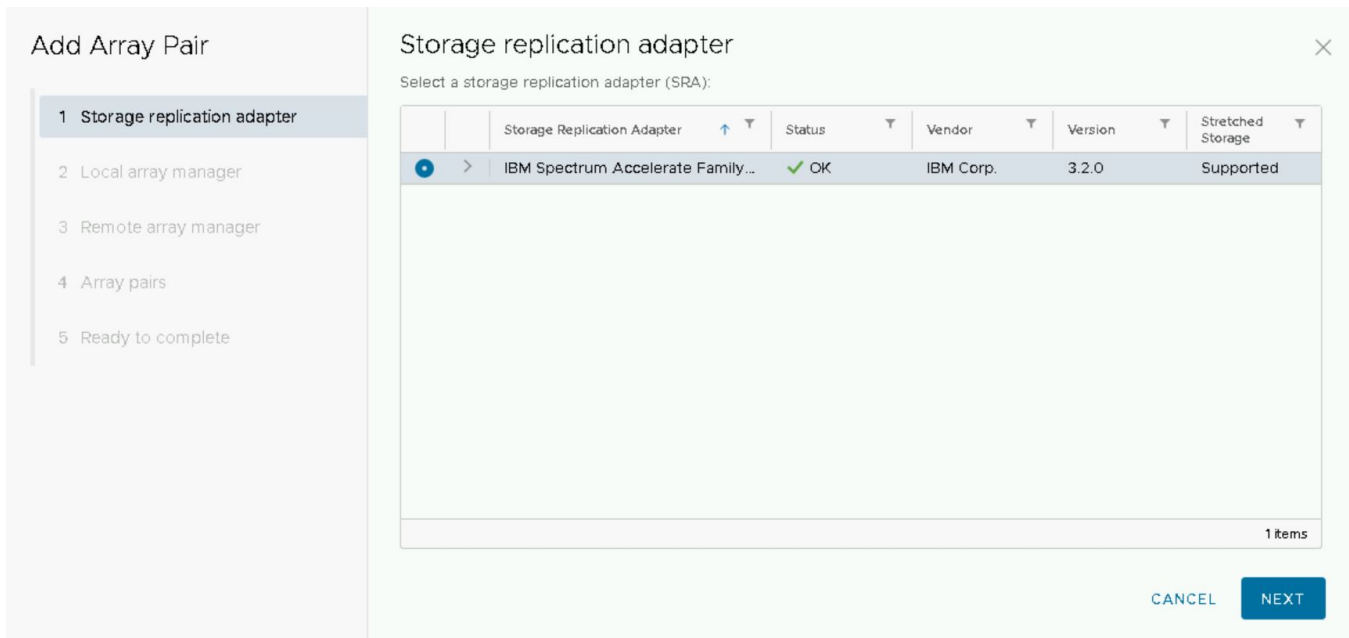 Add Array Pair
1 Storage replication adapter
2 Local array manager
3 Remote array manager
4 Array pairs
5 Ready to complete
Storage replication adapter
Select a storage replication adapter (SRA):
Storage Replication Adapter Status Vendor Version Stretched
Storage
IBM Spectrum Accelerate Family... OK IBM Corp. 3.2.0 Supported
1 items
CANCEL NEXT